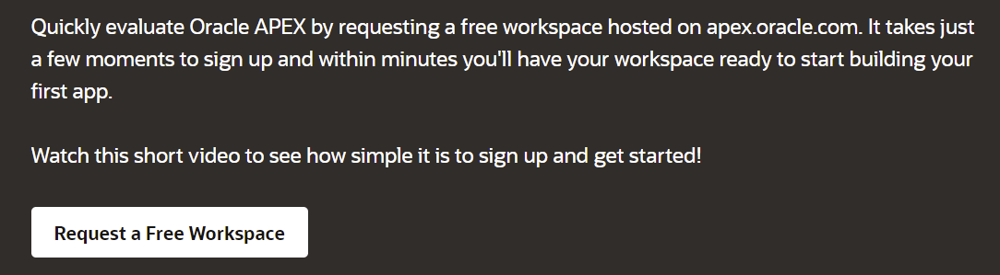 Quickly evaluate Oracle APEX by requesting a free workspace hosted on apex.oracle.com. It takes just
a few moments to sign up and within minutes you'll have your workspace ready to start building your
first app.
Watch this short video to see how simple it is to sign up and get started!
Request a Free Workspace